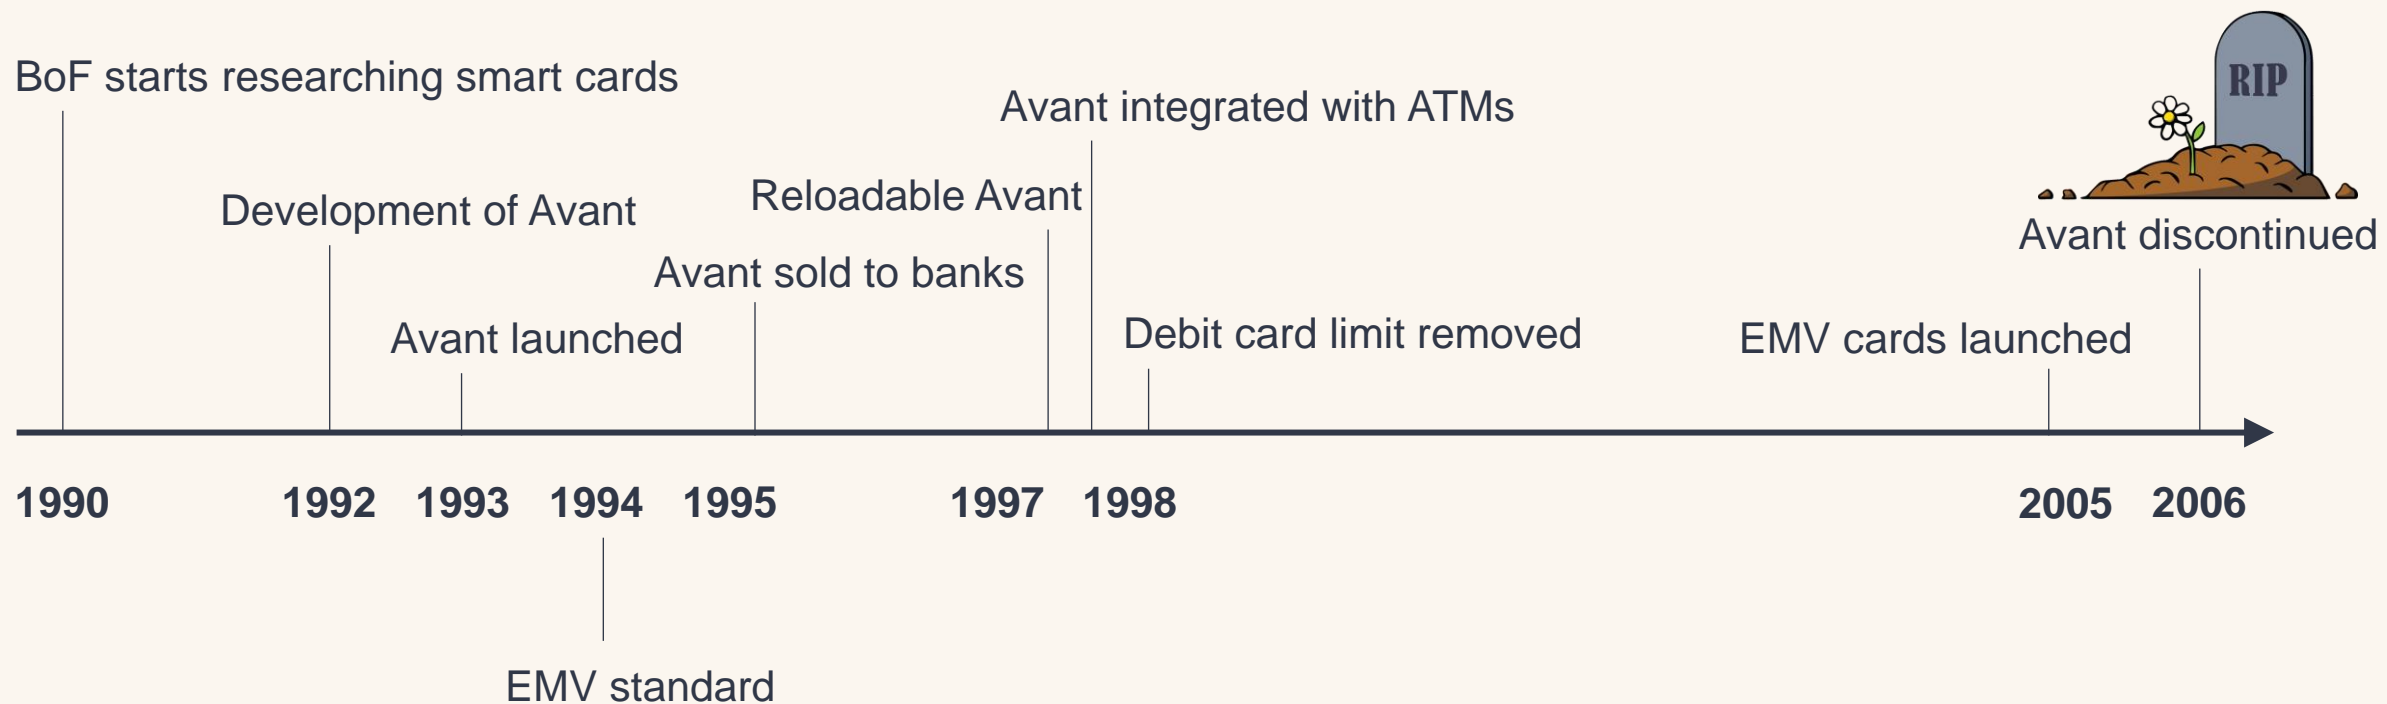 RIP
BoF starts researching smart cards
Avant integrated with ATMs
Development of Avant
Reloadable Avant
Avant discontinued
Avant sold to banks
Avant launched
Debit card limit removed
EMV cards launched
1990 1992 1993 1994 1995 1997 1998 2005 2006
EMV standard